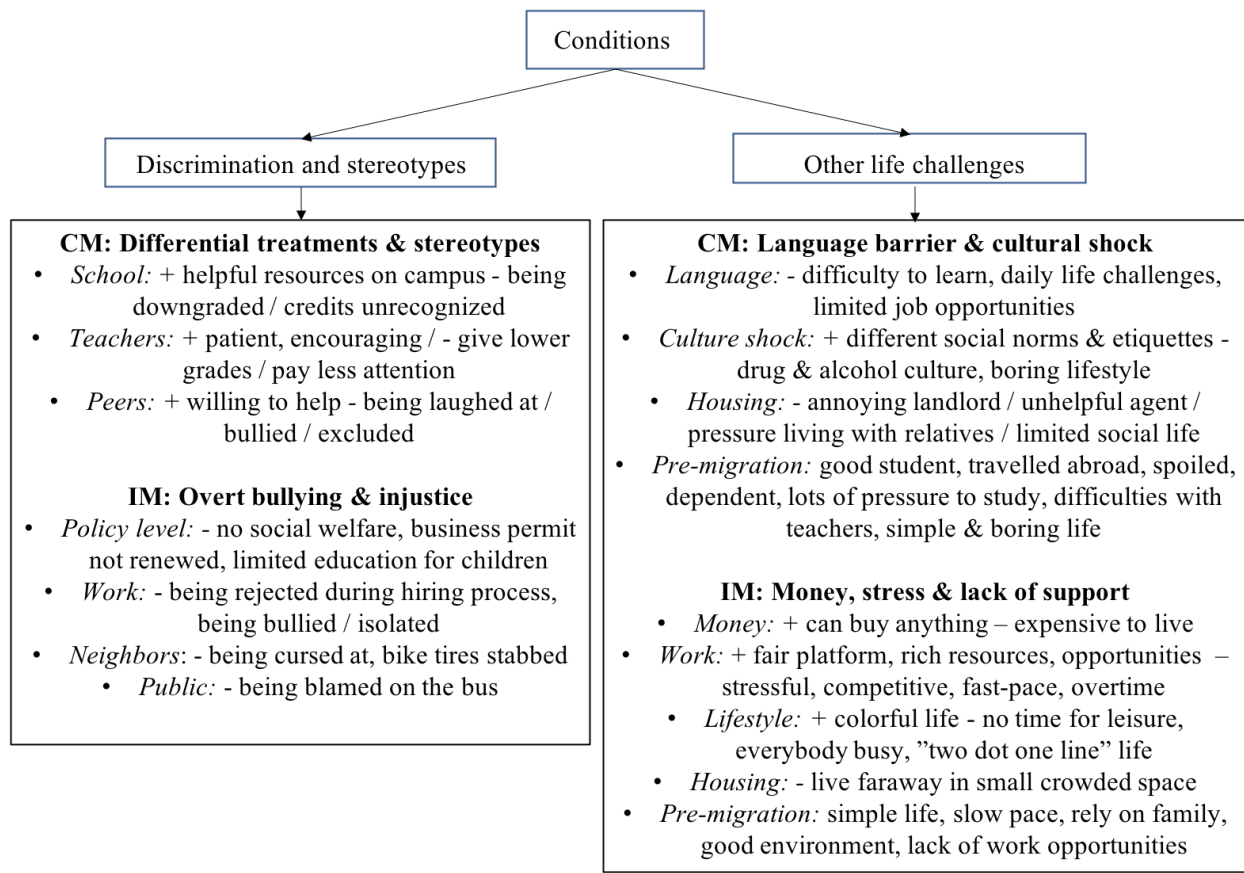 Conditions
Discrimination and stereotypes
CM: Differential treatments & stereotypes
• School: + helpful resources on campus - being
downgraded / credits unrecognized
• Teachers: + patient, encouraging / - give lower
grades / pay less attention
• Peers: + willing to help - being laughed at /
bullied / excluded
IM: Overt bullying & injustice
• Policy level: - no social welfare, business permit
not renewed, limited education for children
• Work: - being rejected during hiring process,
being bullied / isolated
• Neighbors: - being cursed at, bike tires stabbed
• Public: - being blamed on the bus
Other life challenges
CM: Language barrier & cultural shock
• Language: - difficulty to learn, daily life challenges,
limited job opportunities
• Culture shock: + different social norms & etiquettes -
drug & alcohol culture, boring lifestyle
• Housing: - annoying landlord / unhelpful agent /
pressure living with relatives / limited social life
• Pre-migration: good student, travelled abroad, spoiled,
dependent, lots of pressure to study, difficulties with
teachers, simple & boring life
IM: Money, stress & lack of support
• Money: + can buy anything – expensive to live
• Work: + fair platform, rich resources, opportunities –
stressful, competitive, fast-pace, overtime
• Lifestyle: + colorful life - no time for leisure,
everybody busy, ”two dot one line” life
• Housing: - live faraway in small crowded space
• Pre-migration: simple life, slow pace, rely on family,
good environment, lack of work opportunities